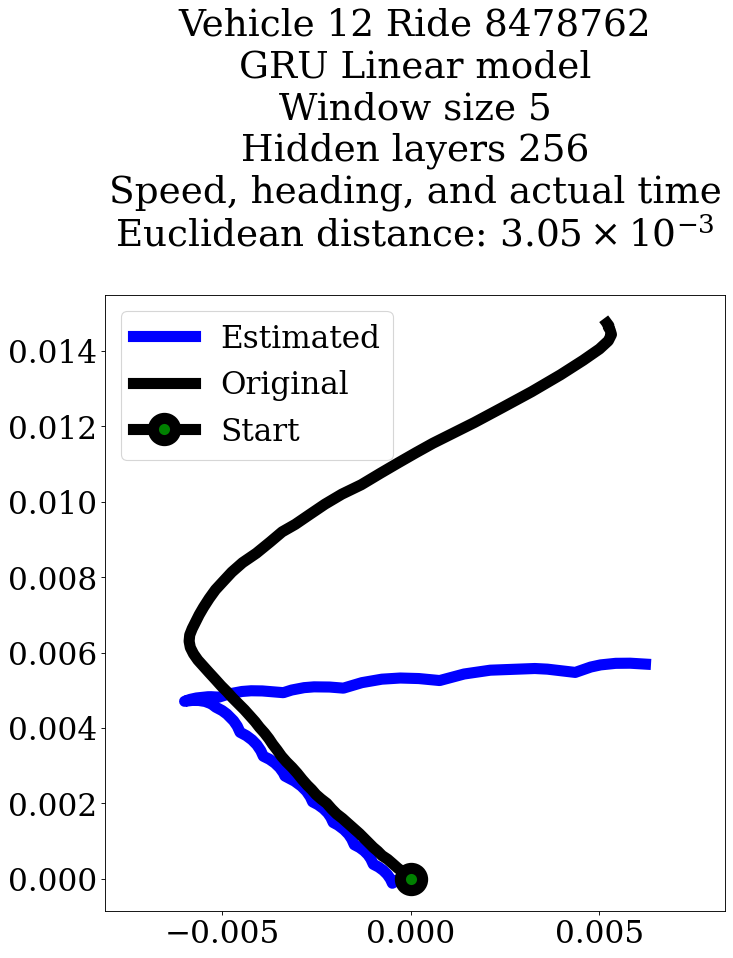 Vehicle 12 Ride 8478762
GRU Linear model
Window size 5
Hidden layers 256
Speed, heading, and actual time
Euclidean distance: 3.05 × 10⁻³
Estimated
Original
Start
0.014
0.012
0.010
0.008
0.006
0.004
0.002
0.000
−0.005 0.000 0.005